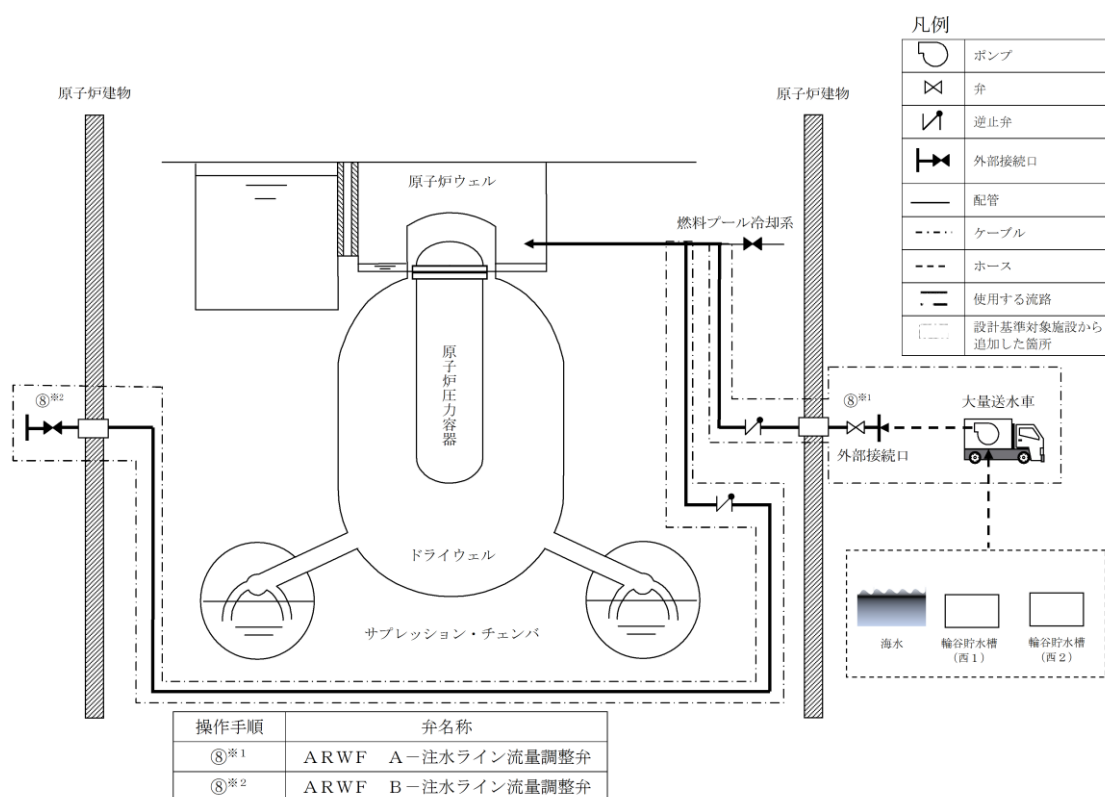 凡例
ポンプ
弁
逆止弁
外部接続口
配管
ケーブル
ホース
使用する流路
設計基準対象施設から
追加した箇所
原子炉建物
原子炉建物
原子炉ウェル
燃料プール冷却系
原子炉圧力容器
⑧※2
⑧※1
大量送水車
外部接続口
ドライウェル
サプレッション・チェンバ
海水
輪谷貯水槽
(西1)
輪谷貯水槽
(西2)
操作手順 弁名称
⑧※1 ARWF A-注水ライン流量調整弁
⑧※2 ARWF B-注水ライン流量調整弁